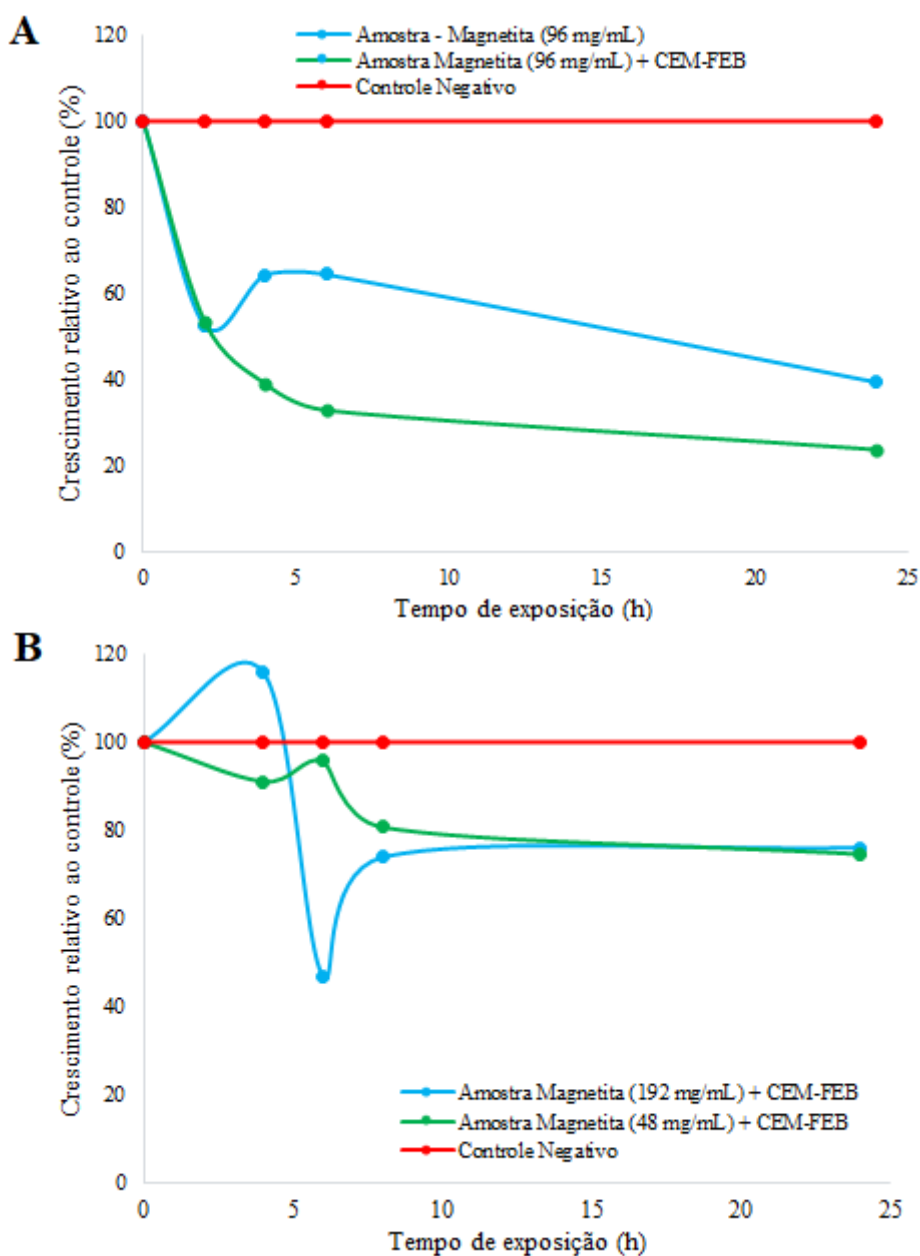 A
Amostra - Magnetita (96 mg/mL)
Amostra Magnetita (96 mg/mL) + CEM-FEB
Controle Negativo
Crescimento relativo ao controle (%)
120
100
80
60
40
20
0
0 5 10 15 20 25
Tempo de exposição (h)
B
Crescimento relativo ao controle (%)
120
100
80
60
40
20
0
Amostra Magnetita (192 mg/mL) + CEM-FEB
Amostra Magnetita (48 mg/mL) + CEM-FEB
Controle Negativo
0 5 10 15 20 25
Tempo de exposição (h)